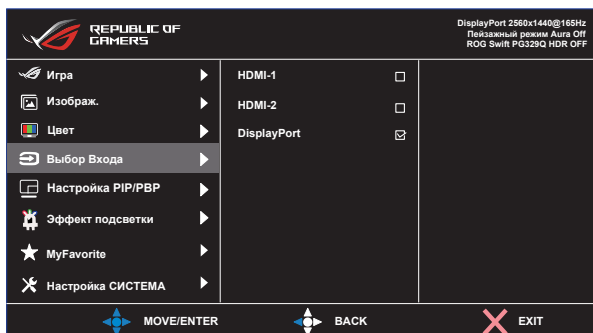 REPUBLIC OF
GAMERS
DisplayPort 2560x1440@165Hz
Пейзажный режим Aura Off
ROG Swift PG329Q HDR OFF
Игра
Изображ.
Цвет
Выбор Входа
Настройка PIP/PBP
Эффект подсветки
MyFavorite
Настройка СИСТЕМА
HDMI-1
HDMI-2
DisplayPort
MOVE/ENTER
BACK
EXIT